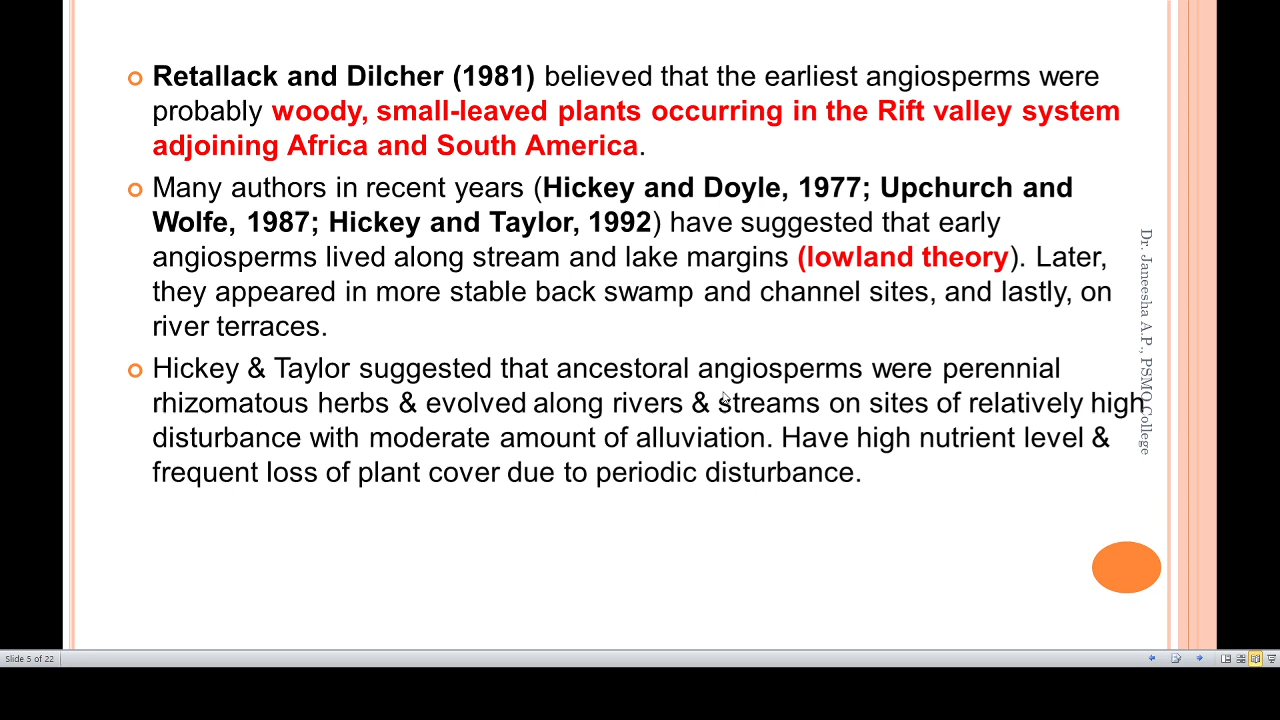 Retallack and Dilcher (1981) believed that the earliest angiosperms were
probably woody, small-leaved plants occurring in the Rift valley system
adjoining Africa and South America.
Many authors in recent years (Hickey and Doyle, 1977; Upchurch and
Wolfe, 1987; Hickey and Taylor, 1992) have suggested that early
angiosperms lived along stream and lake margins (lowland theory). Later,
they appeared in more stable back swamp and channel sites, and lastly, on
river terraces.
Hickey & Taylor suggested that ancestoral angiosperms were perennial
rhizomatous herbs & evolved along rivers & streams on sites of relatively high
disturbance with moderate amount of alluviation. Have high nutrient level &
frequent loss of plant cover due to periodic disturbance.
Dr. Janeesha A.P., PSMO College
Slide 5 of 22